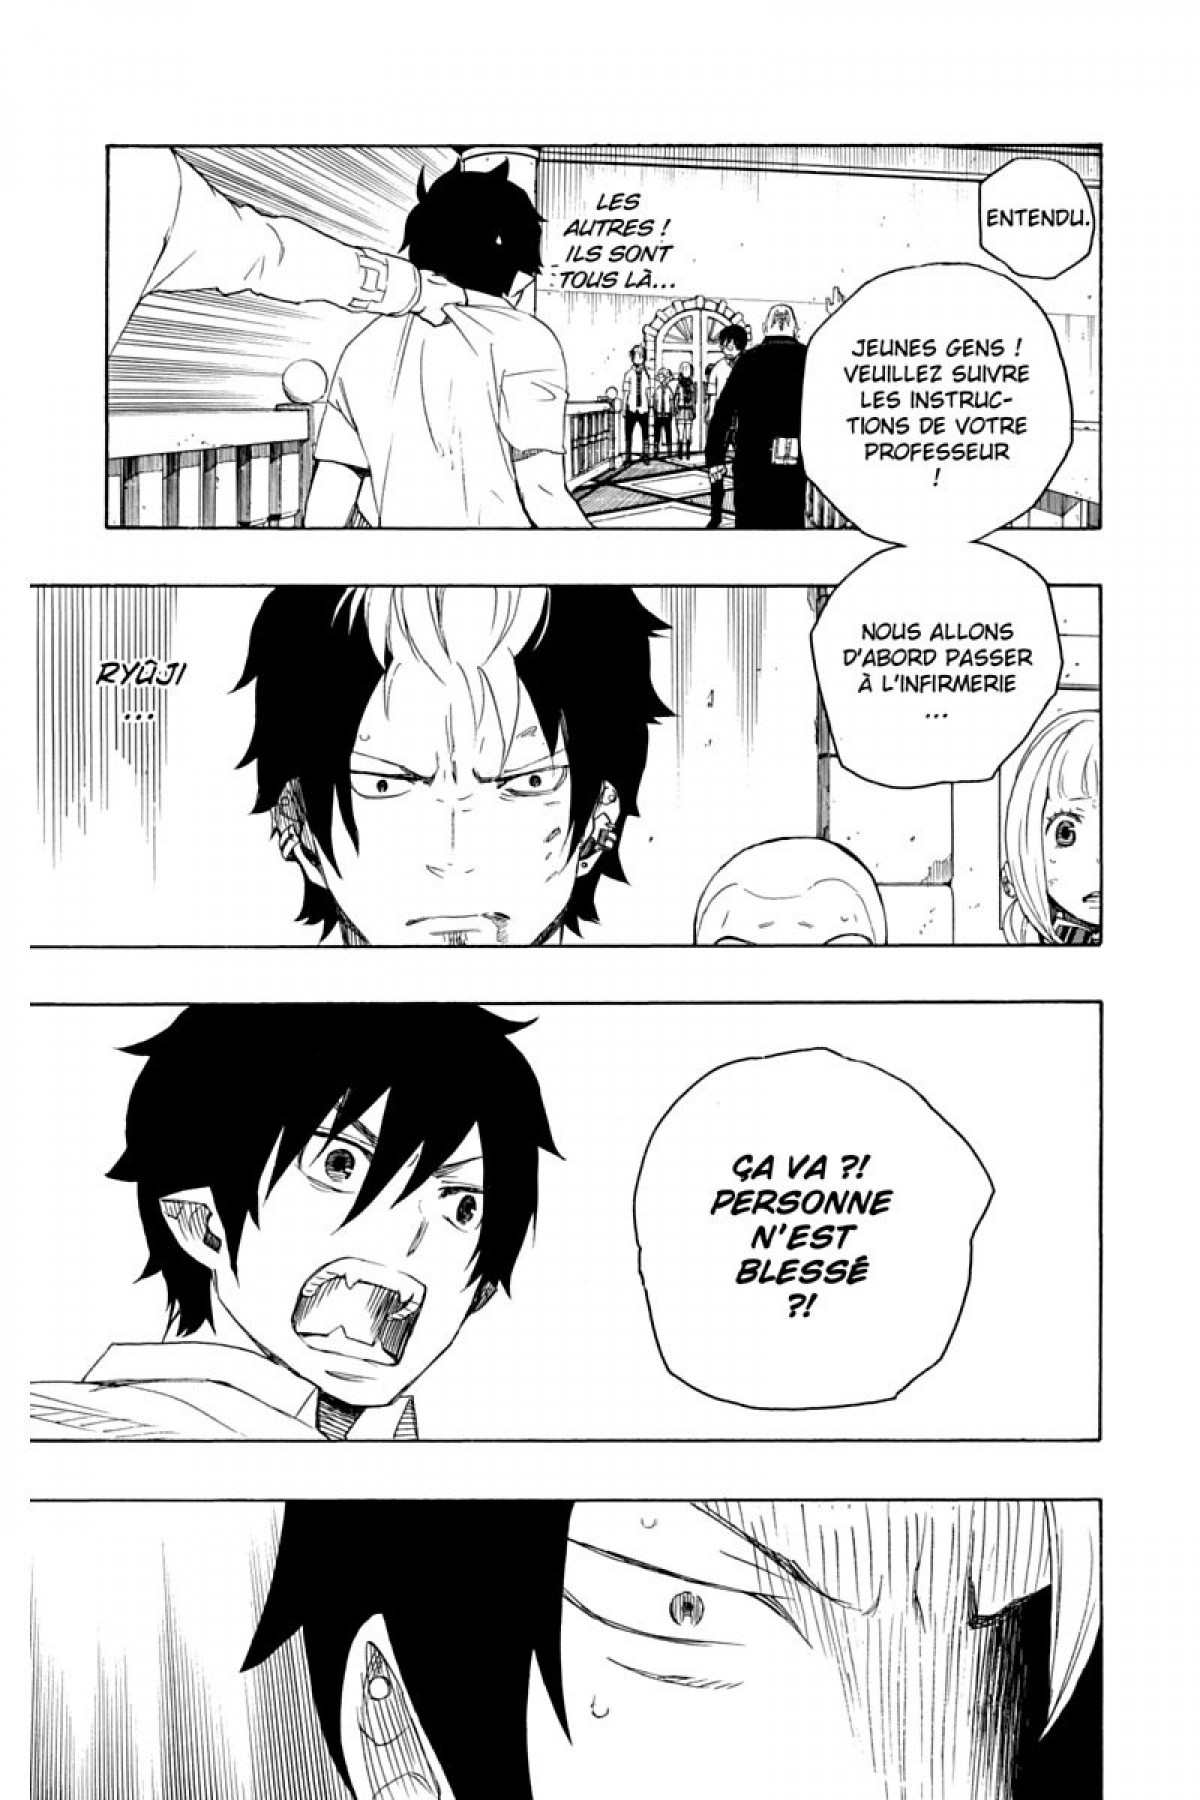 ENTENDU.
JEUNES GENS !
VEUILLEZ SUIVRE
LES INSTRUC-
TIONS DE VOTRE
PROFESSEUR
!
LES
AUTRES !
ILS SONT
TOUS LÀ...
NOUS ALLONS
D'ABORD PASSER
À L'INFIRMERIE
...
RYÛJI
...
ÇA VA ?!
PERSONNE
N'EST
BLESSÉ
?!